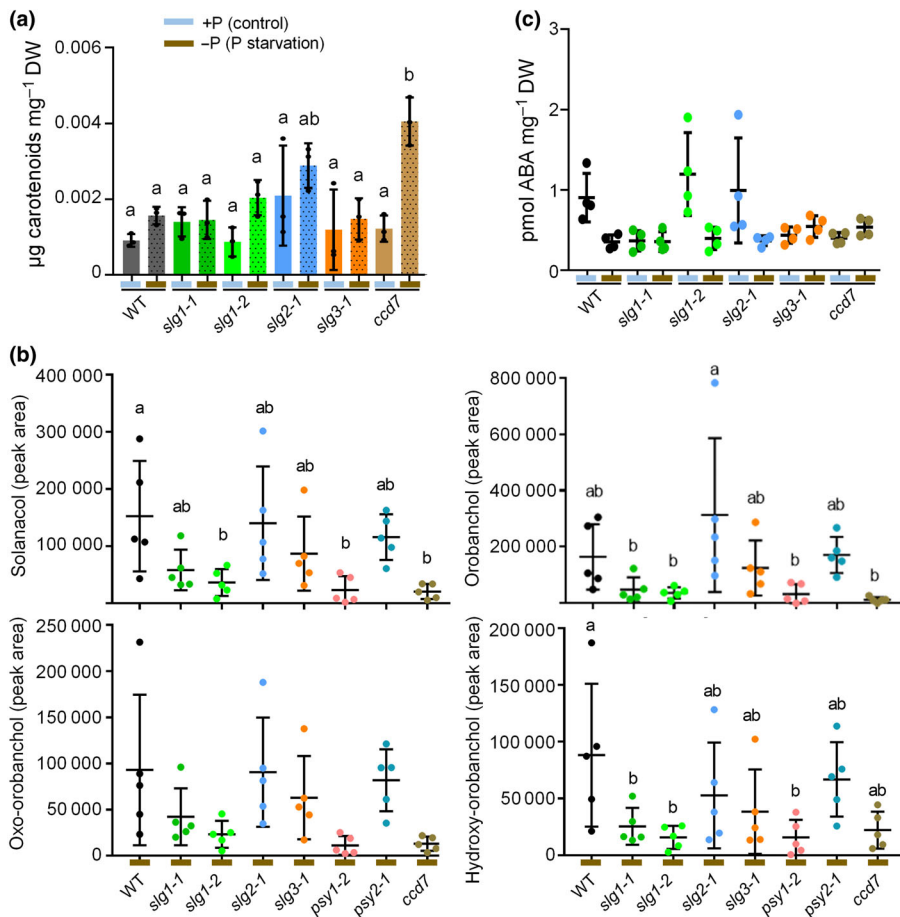 (a)
+P (control)
–P (P starvation)
µg carotenoids mg⁻¹ DW
0.006
0.004
0.002
0
a a a a a a a ab a a a b
WT slg1-1 slg1-2 slg2-1 slg3-1 ccd7
(c)
pmol ABA mg⁻¹ DW
3
2
1
0
WT slg1-1 slg1-2 slg2-1 slg3-1 ccd7
(b)
Solanacol (peak area)
400 000
300 000
200 000
100 000
a ab b ab ab b ab b
Orobanchol (peak area)
800 000
600 000
400 000
200 000
ab b b a ab b ab b
Oxo-orobanchol (peak area)
250 000
200 000
150 000
100 000
50 000
0
WT slg1-1 slg1-2 slg2-1 slg3-1 psy1-2 psy2-1 ccd7
Hydroxy-orobanchol (peak area)
200 000
150 000
100 000
50 000
0
a b b ab ab b ab ab
WT slg1-1 slg1-2 slg2-1 slg3-1 psy1-2 psy2-1 ccd7